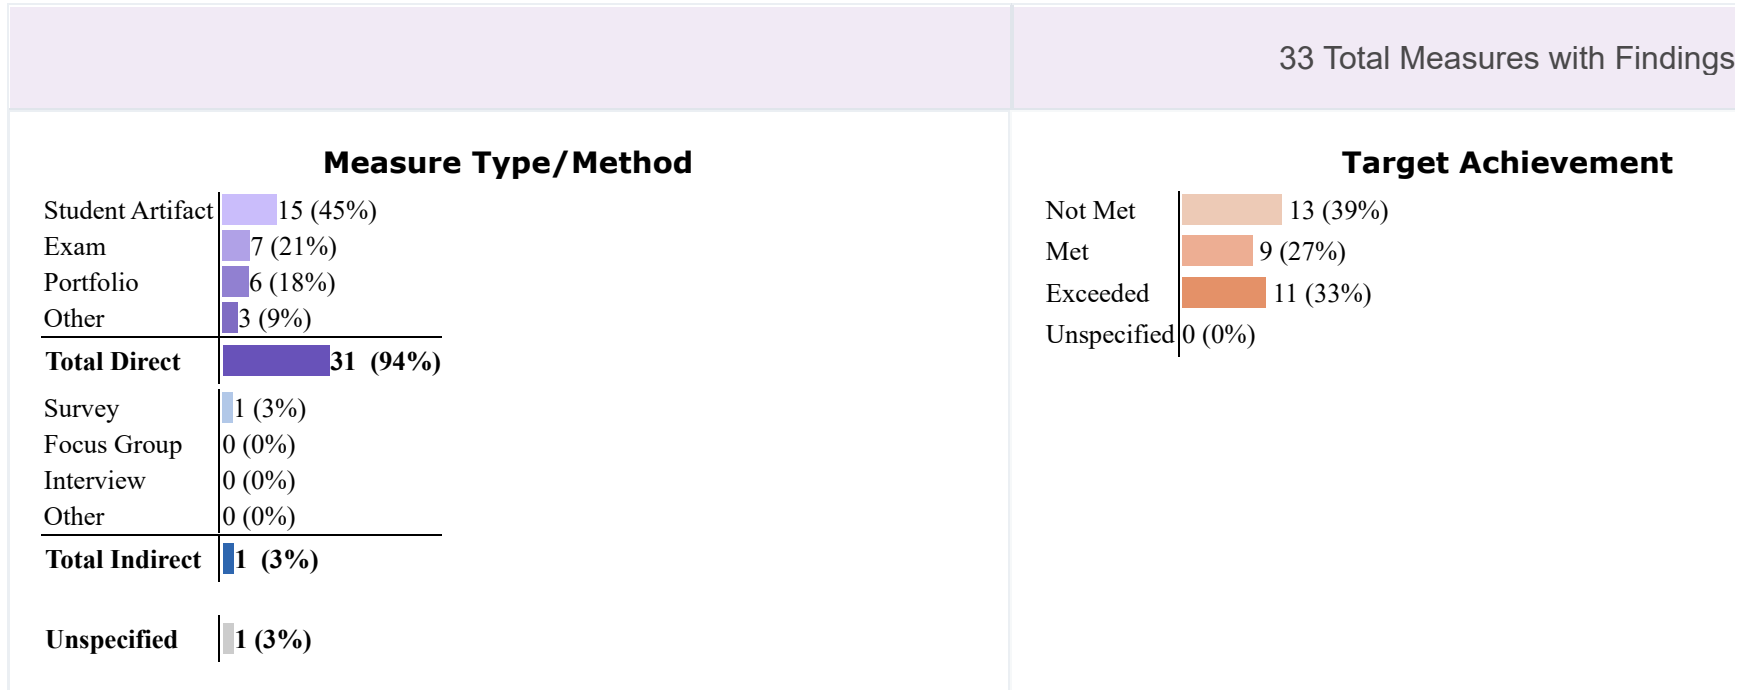 33 Total Measures with Findings
Measure Type/Method
Student Artifact 15 (45%)
Exam 7 (21%)
Portfolio 6 (18%)
Other 3 (9%)
Total Direct 31 (94%)
Survey 1 (3%)
Focus Group 0 (0%)
Interview 0 (0%)
Other 0 (0%)
Total Indirect 1 (3%)
Unspecified 1 (3%)
Target Achievement
Not Met 13 (39%)
Met 9 (27%)
Exceeded 11 (33%)
Unspecified 0 (0%)